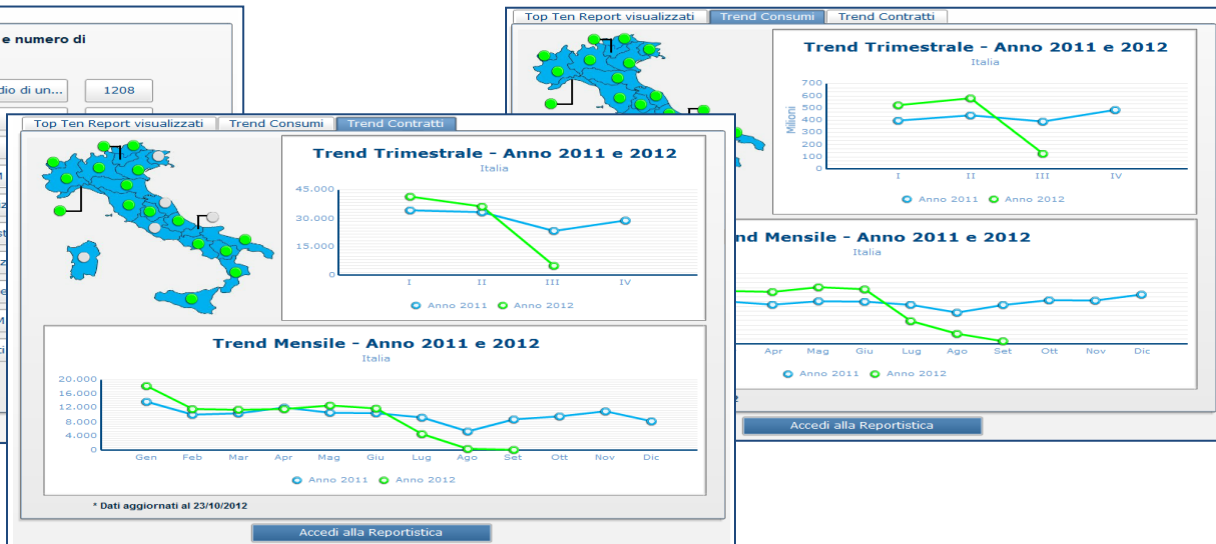 e numero di
dio di un...
1208
Top Ten Report visualizzati
Trend Consumi
Trend Contratti
Trend Trimestrale - Anno 2011 e 2012
Italia
Milioni
700
600
500
400
300
200
100
0
I II III IV
Anno 2011 Anno 2012
nd Mensile - Anno 2011 e 2012
Italia
Apr Mag Giu Lug Ago Set Ott Nov Dic
Anno 2011 Anno 2012
Accedi alla Reportistica
Top Ten Report visualizzati
Trend Consumi
Trend Contratti
Trend Trimestrale - Anno 2011 e 2012
Italia
45.000
30.000
15.000
0
I II III IV
Anno 2011 Anno 2012
Trend Mensile - Anno 2011 e 2012
Italia
20.000
16.000
12.000
8.000
4.000
0
Gen Feb Mar Apr Mag Giu Lug Ago Set Ott Nov Dic
Anno 2011 Anno 2012
* Dati aggiornati al 23/10/2012
Accedi alla Reportistica